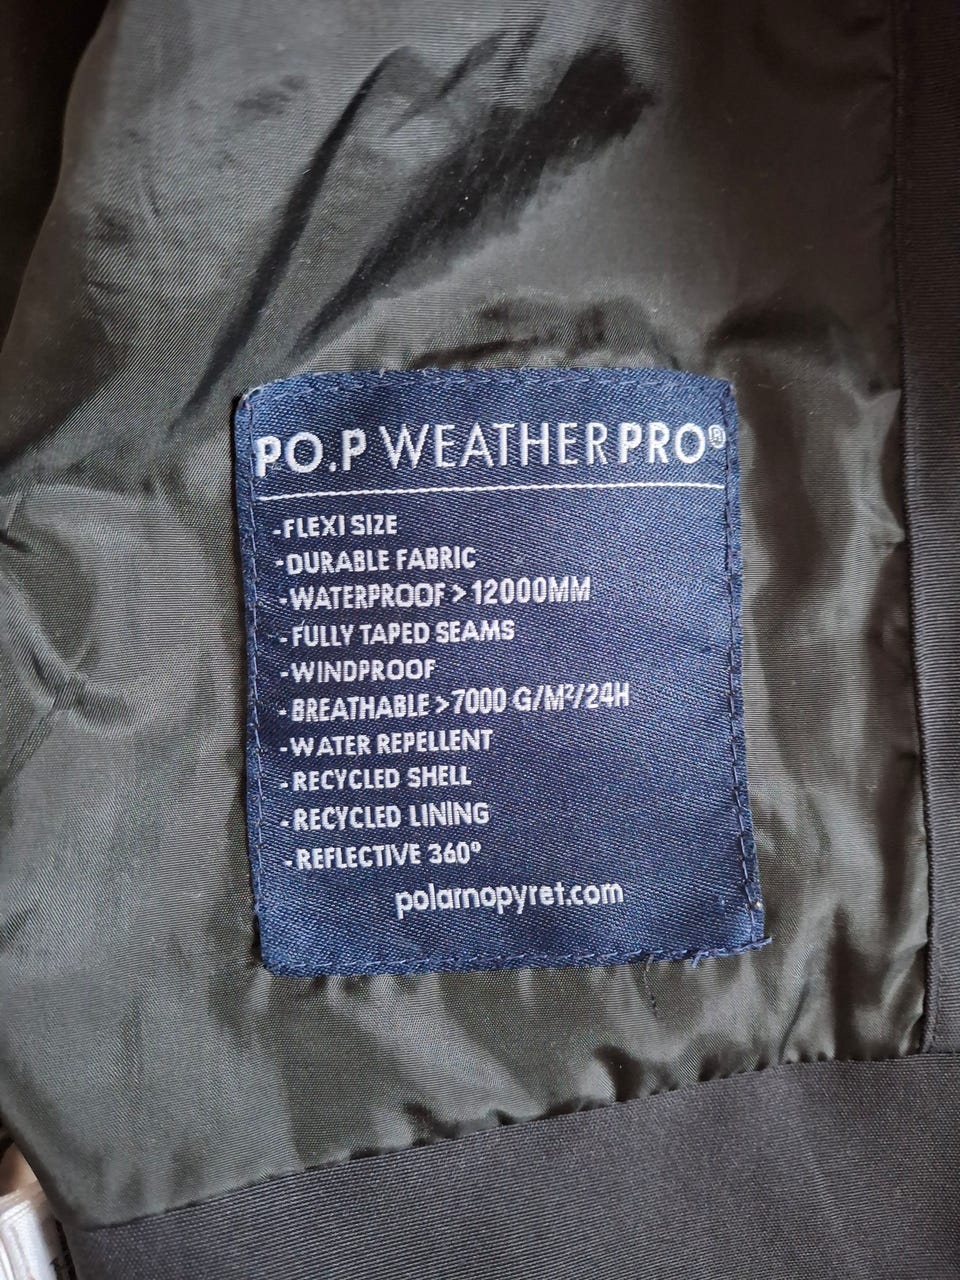 PO.P WEATHERPRO®
-FLEXI SIZE
-DURABLE FABRIC
-WATERPROOF > 12000MM
-FULLY TAPED SEAMS
-WINDPROOF
-BREATHABLE >7000 G/M²/24H
-WATER REPELLENT
-RECYCLED SHELL
-RECYCLED LINING
-REFLECTIVE 360°
polarnopyret.com